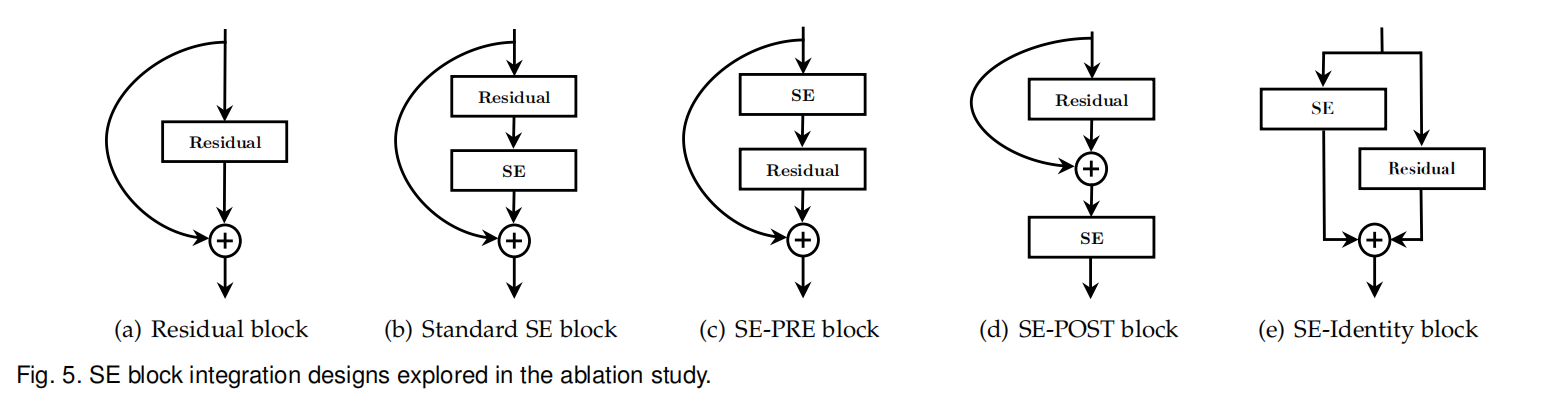 Residual
Residual
SE
SE
Residual
Residual
SE
SE
Residual
(a) Residual block
(b) Standard SE block
(c) SE-PRE block
(d) SE-POST block
(e) SE-Identity block
Fig. 5. SE block integration designs explored in the ablation study.